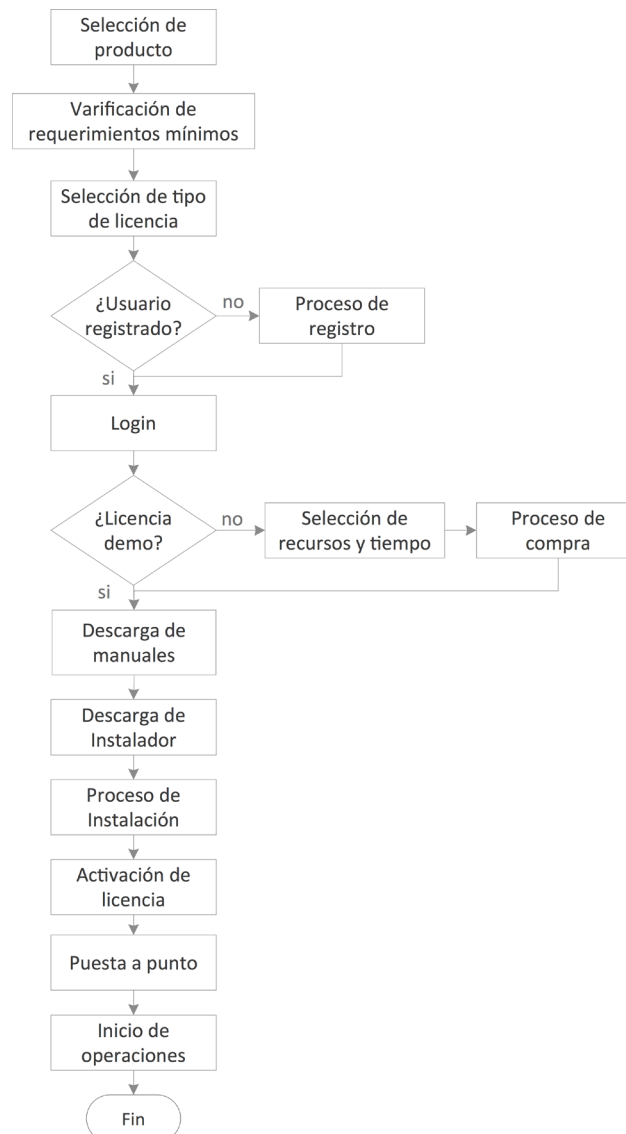 Selección de
producto
Varificación de
requerimientos mínimos
Selección de tipo
de licencia
¿Usuario
registrado?
no
Proceso de
registro
si
Login
¿Licencia
demo?
no
Selección de
recursos y tiempo
Proceso de
compra
si
Descarga de
manuales
Descarga de
Instalador
Proceso de
Instalación
Activación de
licencia
Puesta a punto
Inicio de
operaciones
Fin